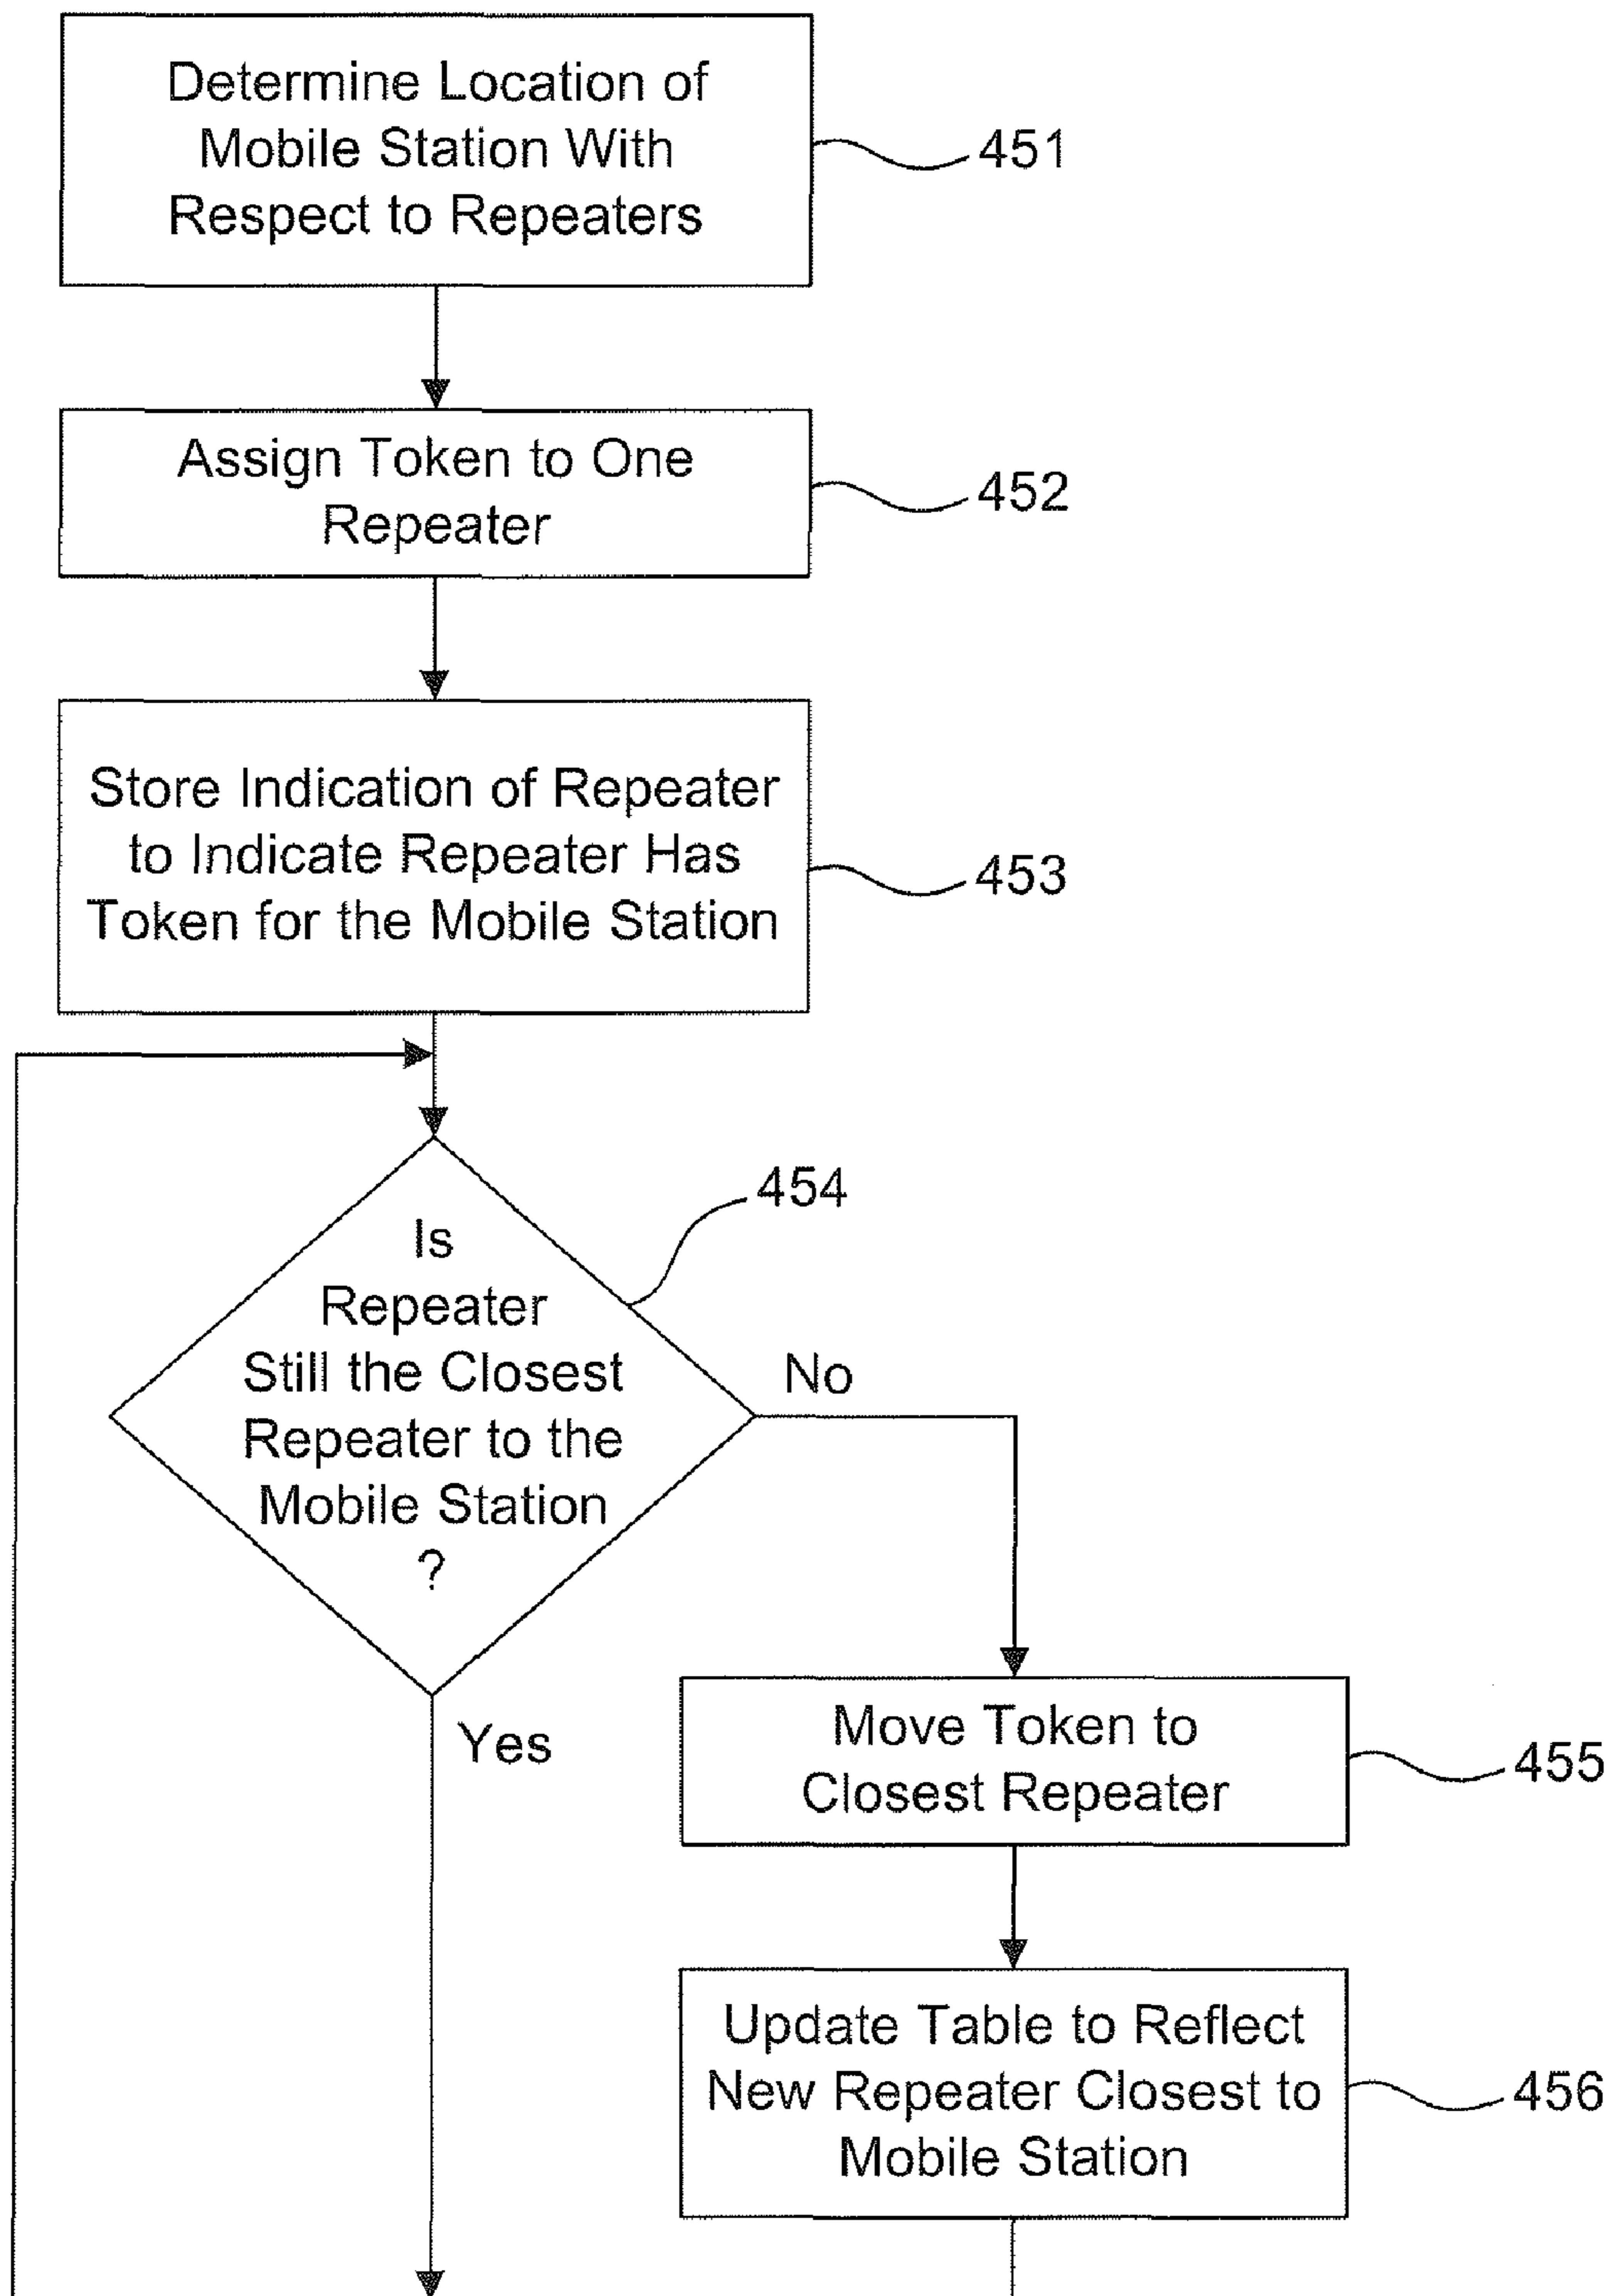 Determine Location of
Mobile Station With
Respect to Repeaters
451
Assign Token to One
Repeater
452
Store Indication of Repeater
to Indicate Repeater Has
Token for the Mobile Station
453
454
Is
Repeater
Still the Closest
Repeater to the
Mobile Station
?
No
Yes
Move Token to
Closest Repeater
455
Update Table to Reflect
New Repeater Closest to
Mobile Station
456